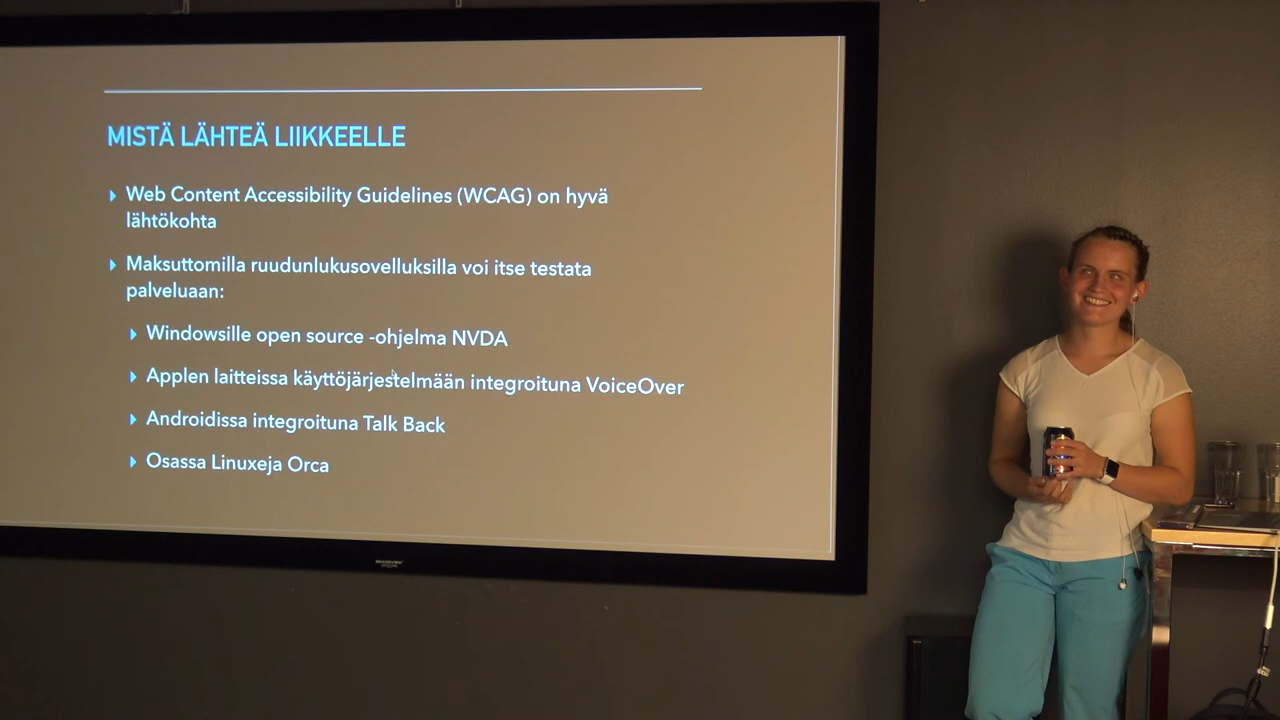 MISTÄ LÄHTEÄ LIIKKEELLE
Web Content Accessibility Guidelines (WCAG) on hyvä
lähtökohta
Maksuttomilla ruudunlukusovelluksilla voi itse testata
palveluaan:
Windowsille open source -ohjelma NVDA
Applen laitteissa käyttöjärjestelmään integroituna VoiceOver
Androidissa integroituna Talk Back
Osassa Linuxeja Orca